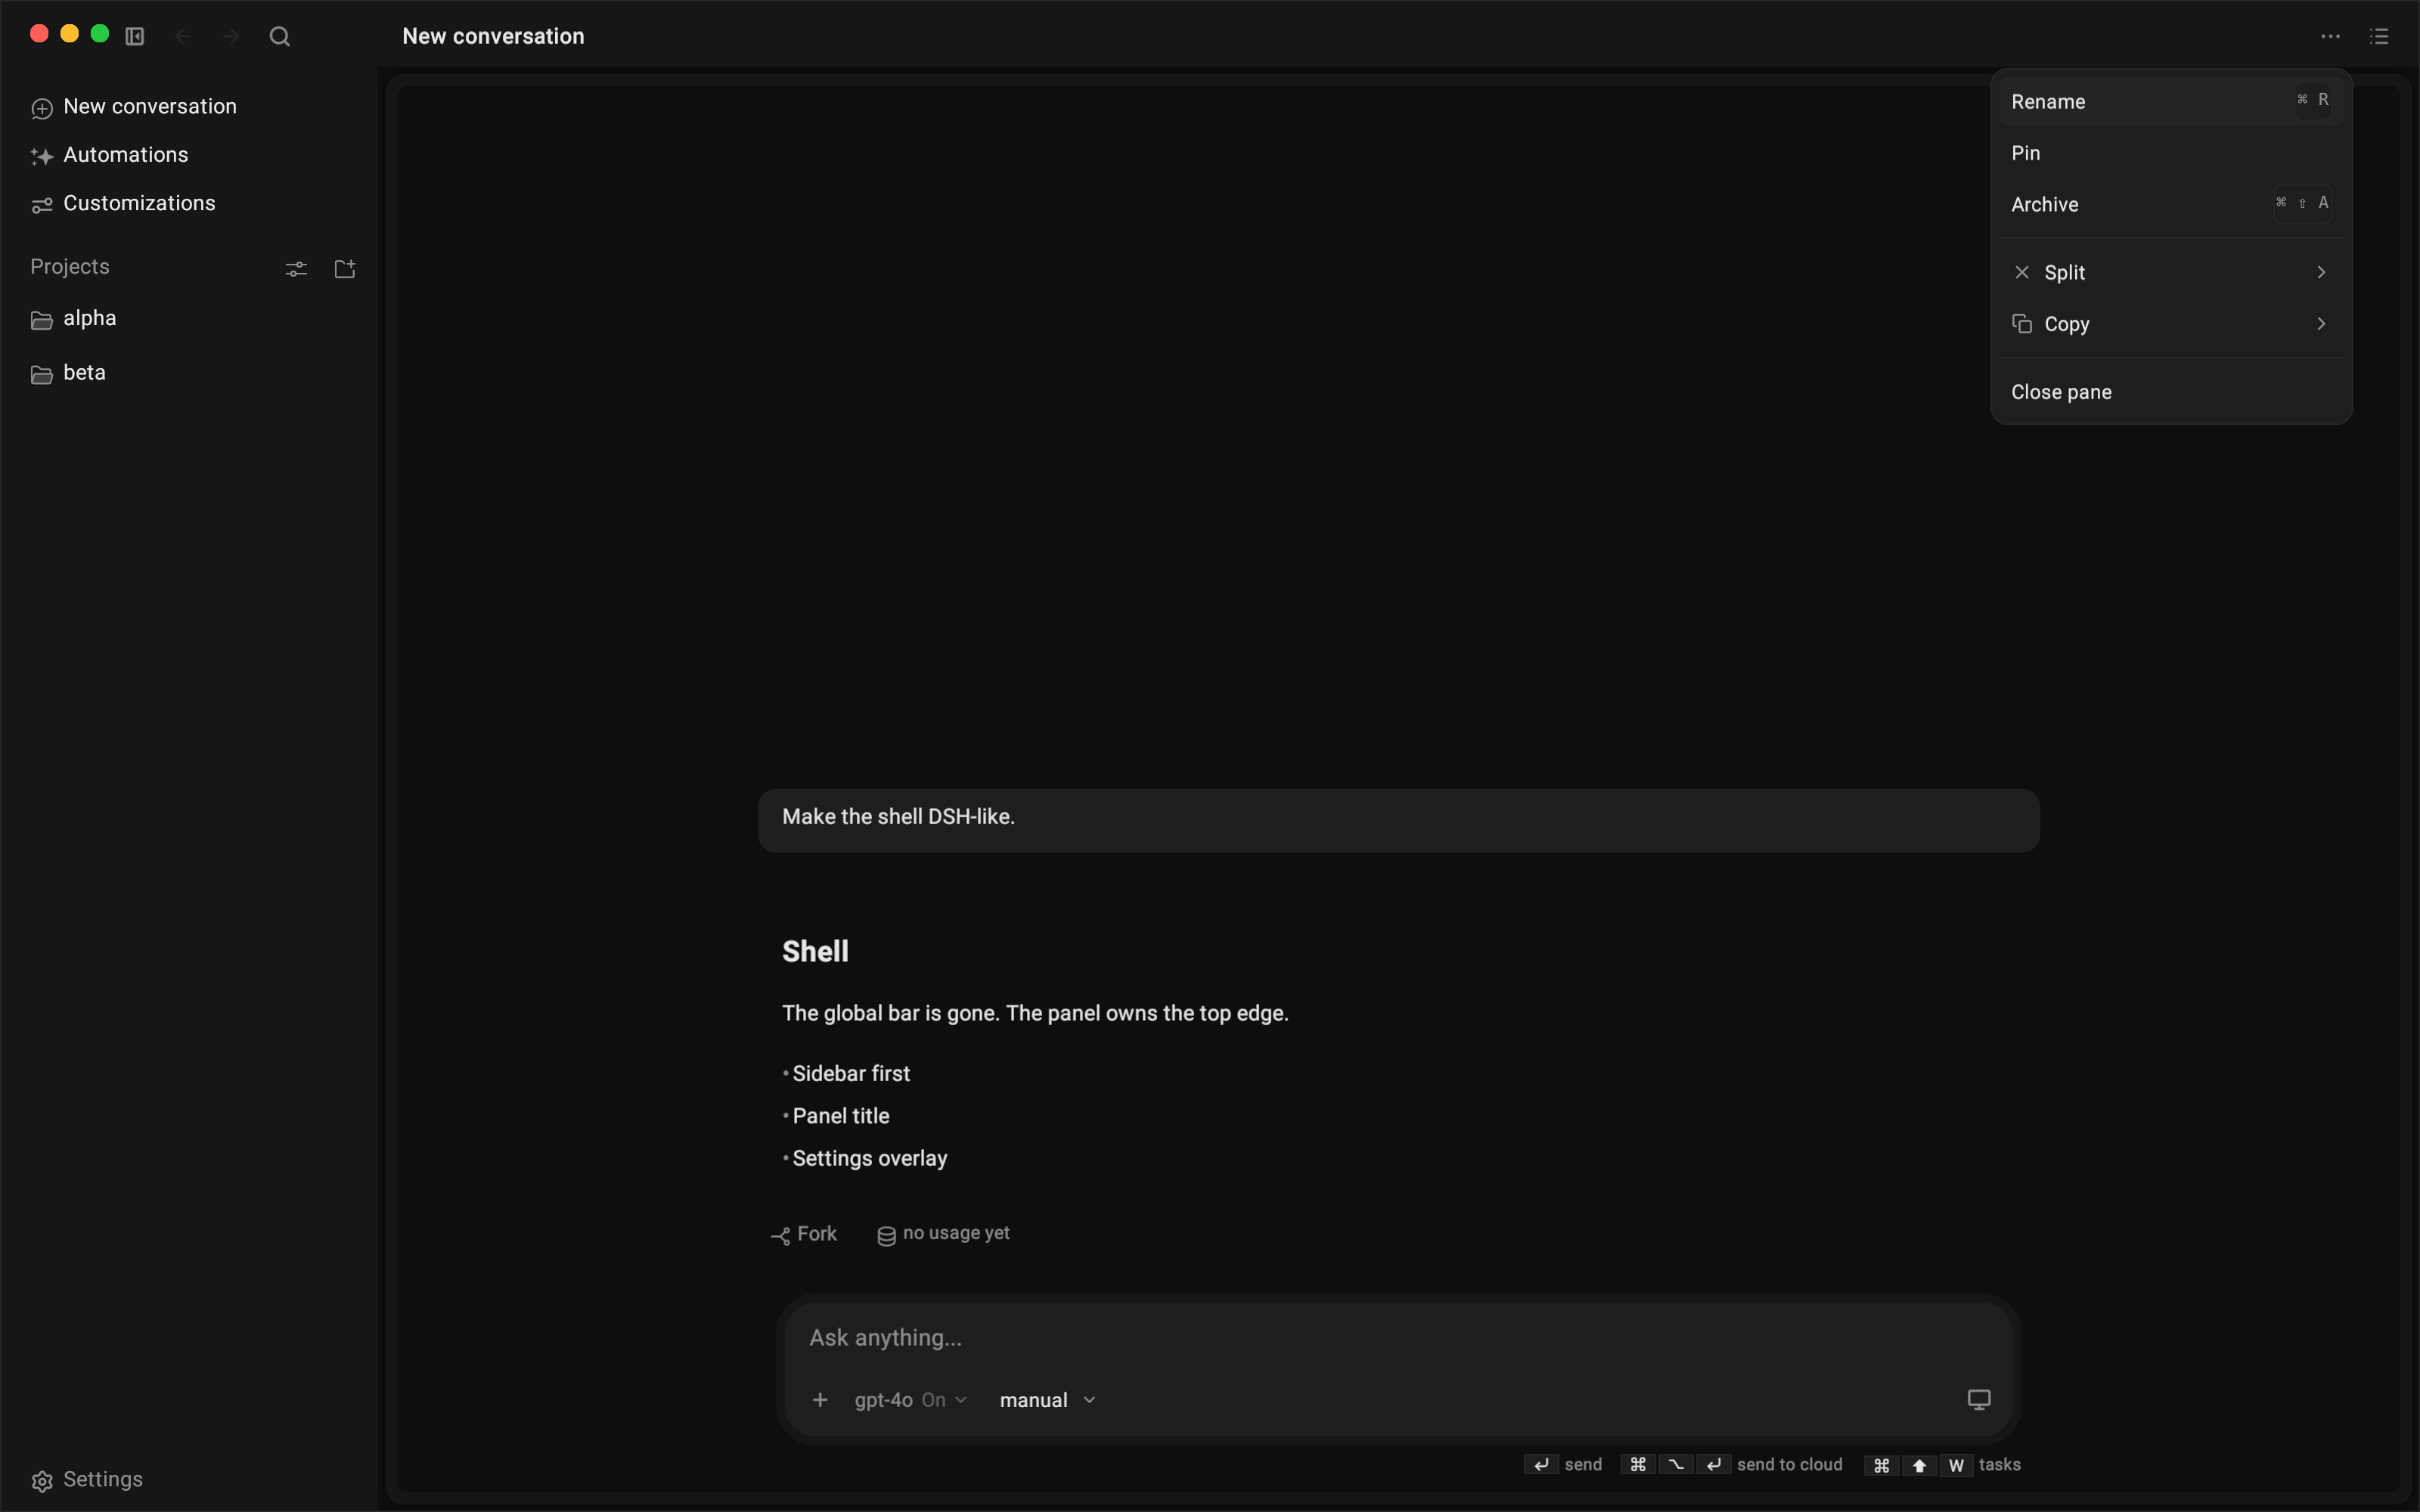 New conversation
New conversation
Automations
Customizations
Projects
alpha
beta
Settings
Rename ⌘ R
Pin
Archive ⌘ ⇧ A
Split
Copy
Close pane
Make the shell DSH-like.
Shell
The global bar is gone. The panel owns the top edge.
• Sidebar first
• Panel title
• Settings overlay
Fork no usage yet
Ask anything...
gpt-4o On manual
↵ send ⌘ ⌥ ↵ send to cloud ⌘ ⬆ W tasks